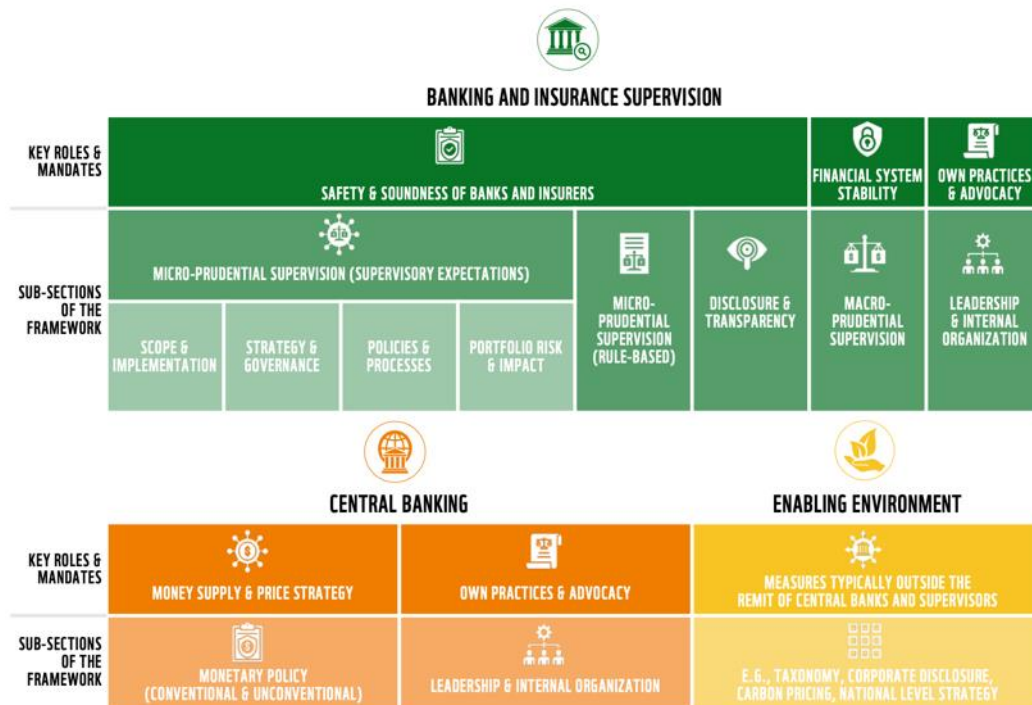 BANKING AND INSURANCE SUPERVISION
KEY ROLES &
MANDATES
SAFETY & SOUNDNESS OF BANKS AND INSURERS
FINANCIAL SYSTEM
STABILITY
OWN PRACTICES
& ADVOCACY
SUB-SECTIONS
OF THE
FRAMEWORK
MICRO-PRUDENTIAL SUPERVISION (SUPERVISORY EXPECTATIONS)
SCOPE &
IMPLEMENTATION
STRATEGY &
GOVERNANCE
POLICIES &
PROCESSES
PORTFOLIO RISK
& IMPACT
MICRO-
PRUDENTIAL
SUPERVISION
(RULE-BASED)
DISCLOSURE &
TRANSPARENCY
MACRO-
PRUDENTIAL
SUPERVISION
LEADERSHIP
& INTERNAL
ORGANIZATION
CENTRAL BANKING
ENABLING ENVIRONMENT
KEY ROLES &
MANDATES
MONEY SUPPLY & PRICE STRATEGY
OWN PRACTICES & ADVOCACY
MEASURES TYPICALLY OUTSIDE THE
REMIT OF CENTRAL BANKS AND SUPERVISORS
SUB-SECTIONS
OF THE
FRAMEWORK
MONETARY POLICY
(CONVENTIONAL & UNCONVENTIONAL)
LEADERSHIP & INTERNAL ORGANIZATION
E.G., TAXONOMY, CORPORATE DISCLOSURE,
CARBON PRICING, NATIONAL LEVEL STRATEGY